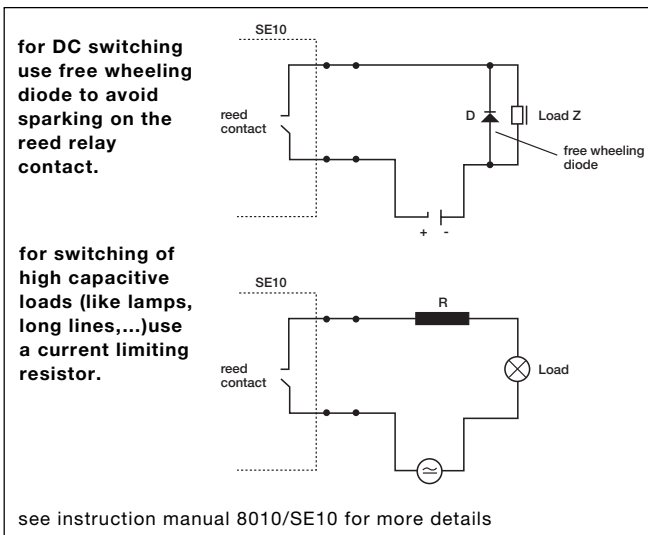 for DC switching
use free wheeling
diode to avoid
sparking on the
reed relay
contact.
SE10
reed
contact
D
Load Z
free wheeling
diode
+ -
for switching of
high capacitive
loads (like lamps,
long lines,...)use
a current limiting
resistor.
SE10
R
reed
contact
Load
see instruction manual 8010/SE10 for more details